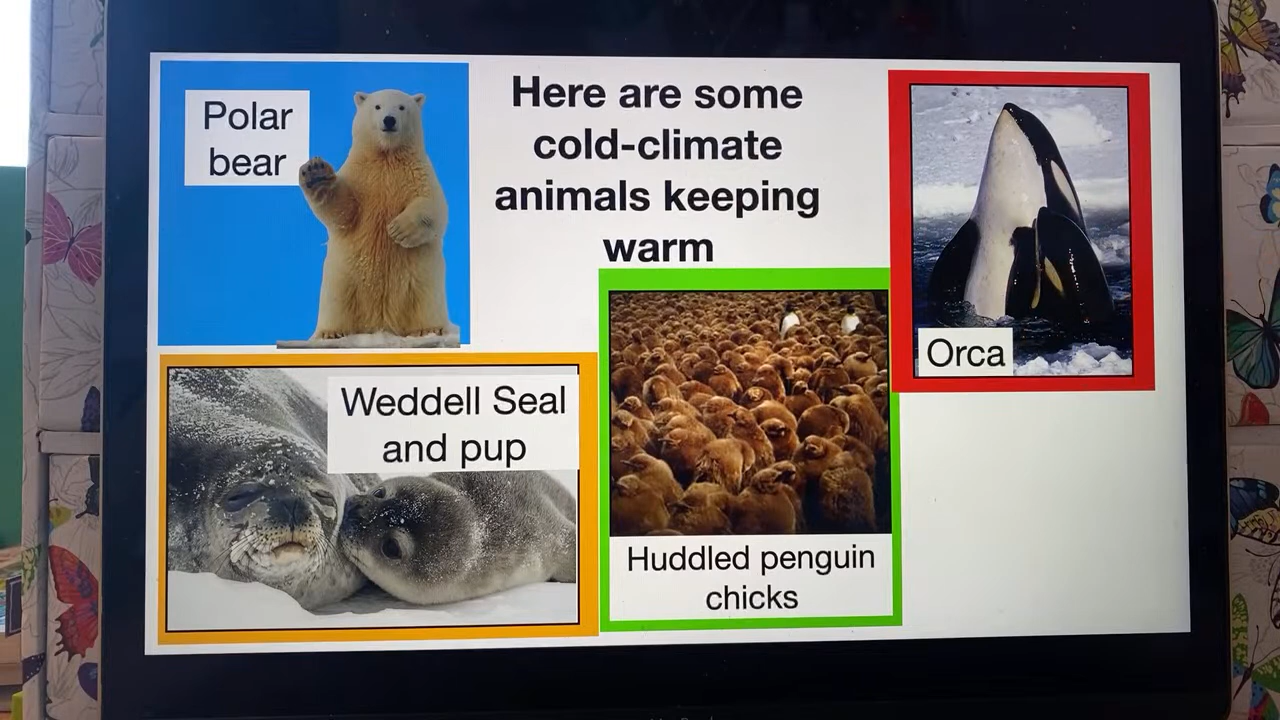 Polar
bear
Here are some
cold-climate
animals keeping
warm
Orca
Weddell Seal
and pup
Huddled penguin
chicks